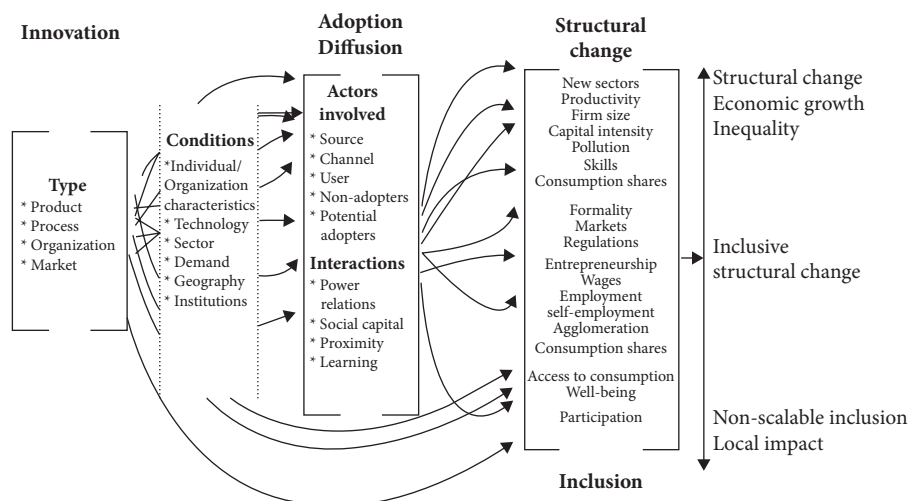 Innovation
Type
* Product
* Process
* Organization
* Market
Conditions
*Individual/
Organization
characteristics
* Technology
* Sector
* Demand
* Geography
* Institutions
Adoption
Diffusion
Actors
involved
* Source
* Channel
* User
* Non-adopters
* Potential
adopters
Interactions
* Power
relations
* Social capital
* Proximity
* Learning
Structural
change
New sectors
Productivity
Firm size
Capital intensity
Pollution
Skills
Consumption shares
Formality
Markets
Regulations
Entrepreneurship
Wages
Employment
self-employment
Agglomeration
Consumption shares
Access to consumption
Well-being
Participation
Inclusion
Structural change
Economic growth
Inequality
Inclusive
structural change
Non-scalable inclusion
Local impact